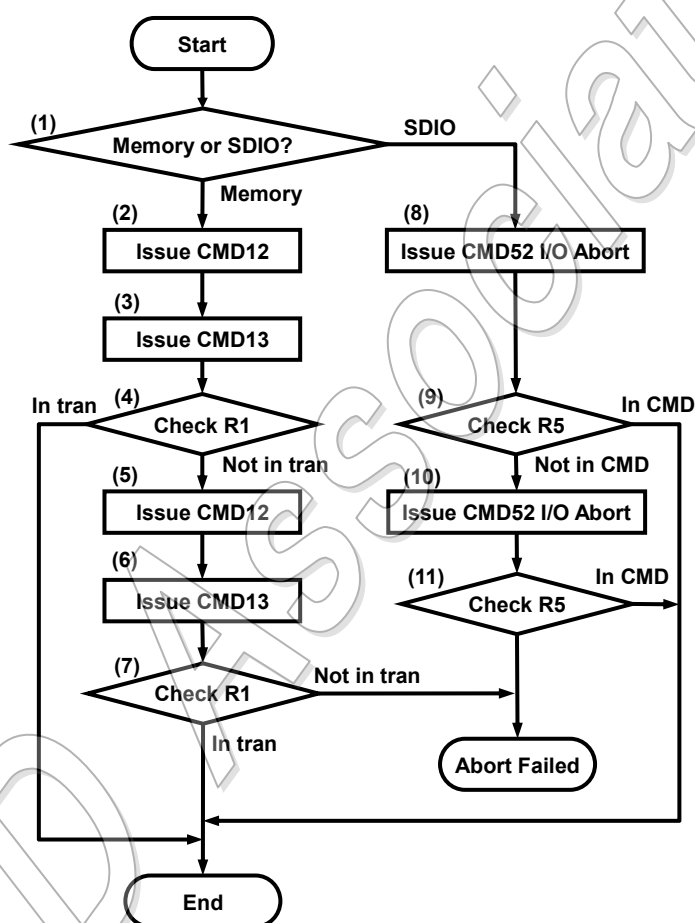 Start
(1)
Memory or SDIO?
SDIO
Memory
(2)
Issue CMD12
(3)
Issue CMD13
(4)
Check R1
In tran
Not in tran
(5)
Issue CMD12
(6)
Issue CMD13
(7)
Check R1
Not in tran
In tran
(8)
Issue CMD52 I/O Abort
(9)
Check R5
In CMD
Not in CMD
(10)
Issue CMD52 I/O Abort
(11)
Check R5
In CMD
Abort Failed
End